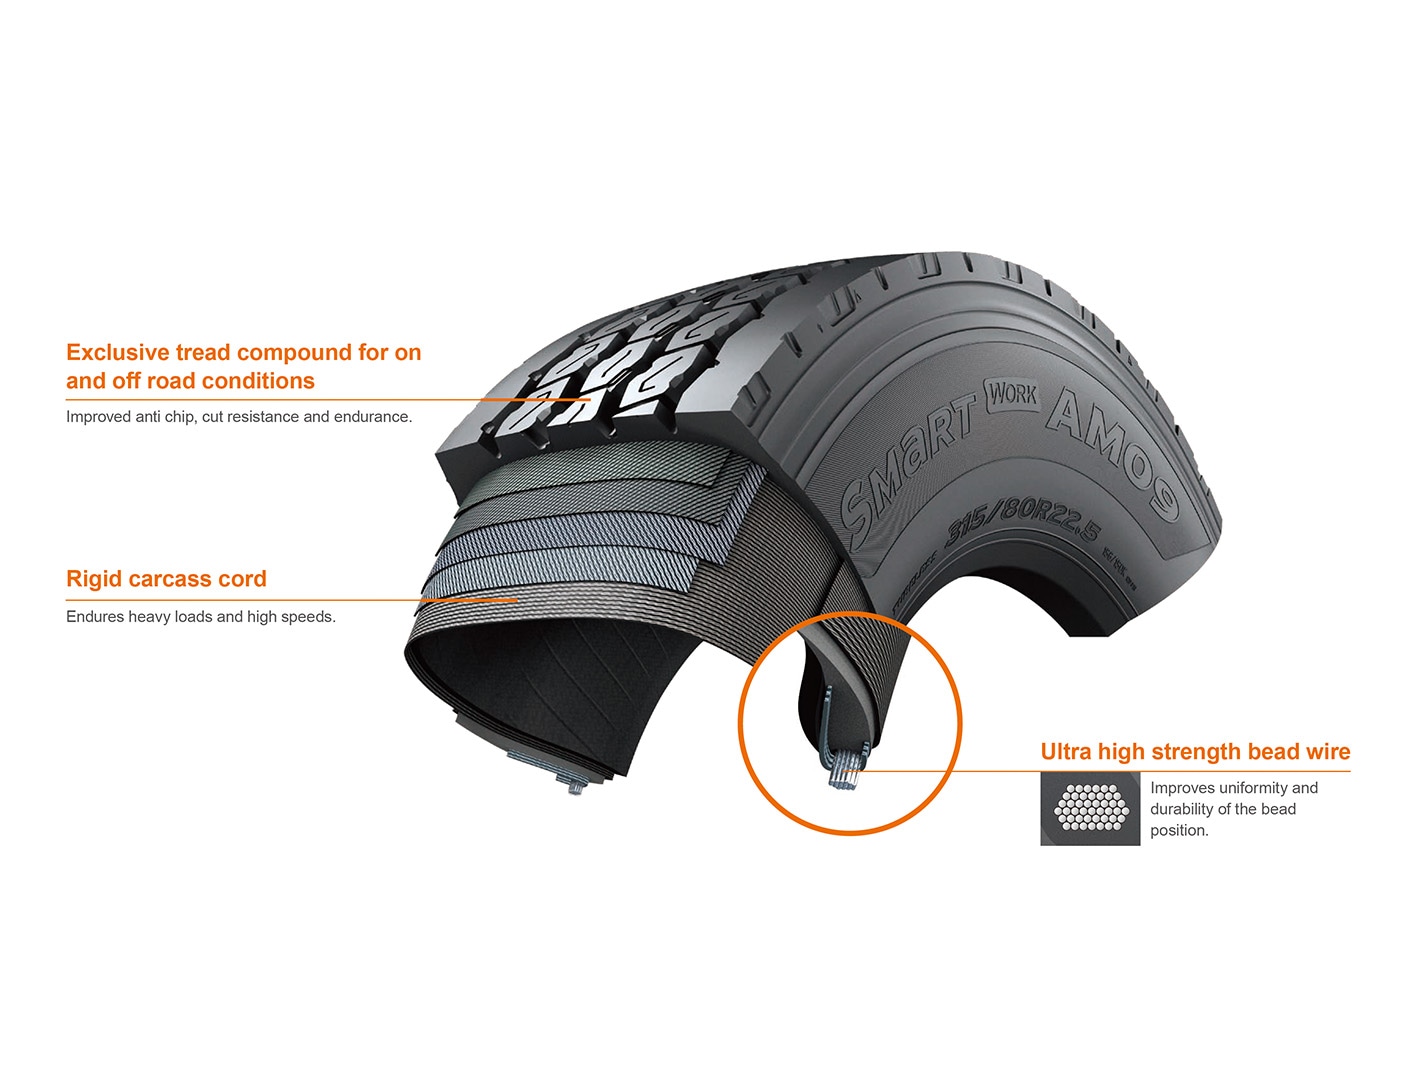 Exclusive tread compound for on
and off road conditions
Improved anti chip, cut resistance and endurance.
SMaRT WORK AM09
315/80R22.5
Rigid carcass cord
Endures heavy loads and high speeds.
Ultra high strength bead wire
Improves uniformity and
durability of the bead
position.